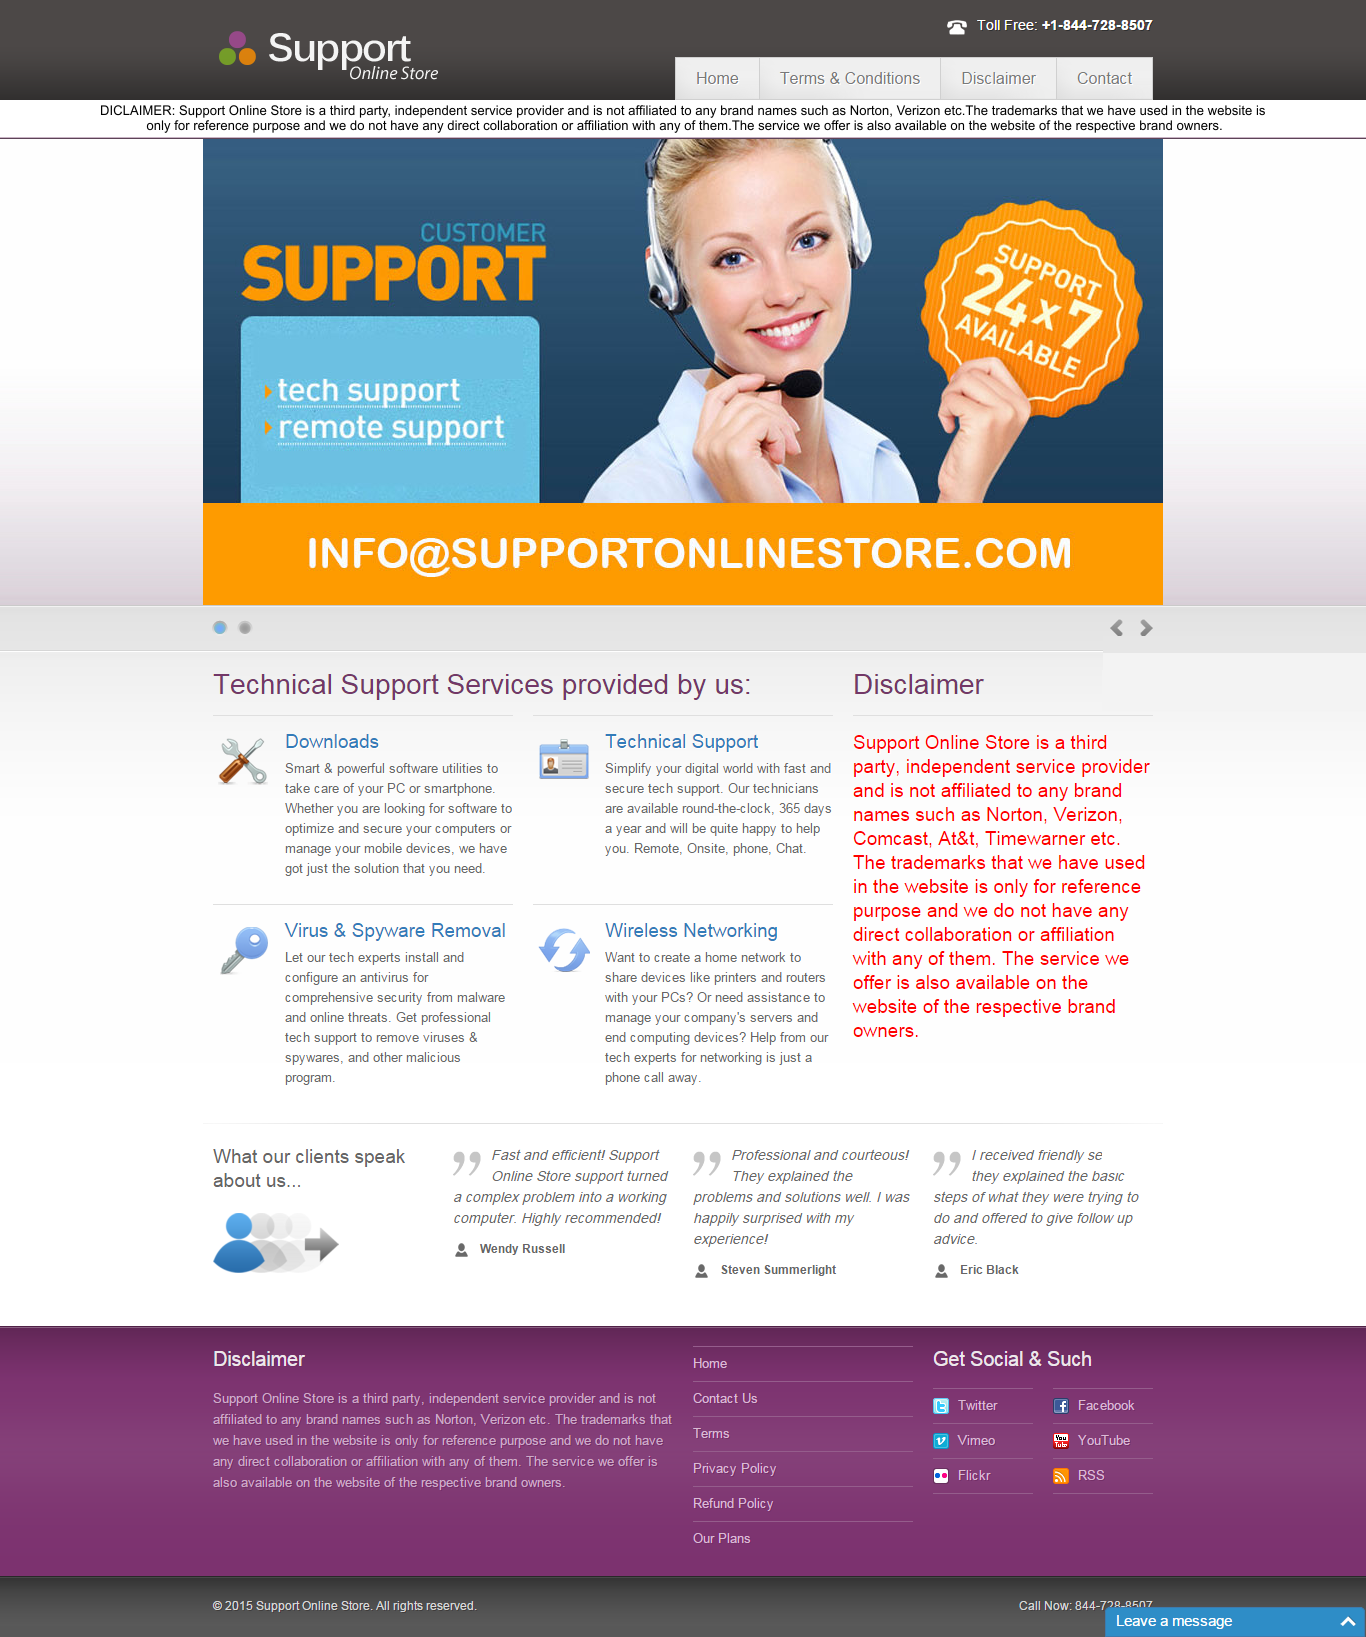 Support
Online Store
Toll Free: +1-844-728-8507
Home
Terms & Conditions
Disclaimer
Contact
DICLAIMER: Support Online Store is a third party, independent service provider and is not affiliated to any brand names such as Norton, Verizon etc.The trademarks that we have used in the website is
only for reference purpose and we do not have any direct collaboration or affiliation with any of them.The service we offer is also available on the website of the respective brand owners.
CUSTOMER
SUPPORT
tech support
remote support
SUPPORT
24x7
AVAILABLE
INFO@SUPPORTONLINESTORE.COM
Technical Support Services provided by us:
Downloads
Smart & powerful software utilities to
take care of your PC or smartphone.
Whether you are looking for software to
optimize and secure your computers or
manage your mobile devices, we have
got just the solution that you need.
Technical Support
Simplify your digital world with fast and
secure tech support. Our technicians
are available round-the-clock, 365 days
a year and will be quite happy to help
you. Remote, Onsite, phone, Chat.
Virus & Spyware Removal
Let our tech experts install and
configure an antivirus for
comprehensive security from malware
and online threats. Get professional
tech support to remove viruses &
spywares, and other malicious
program.
Wireless Networking
Want to create a home network to
share devices like printers and routers
with your PCs? Or need assistance to
manage your company's servers and
end computing devices? Help from our
tech experts for networking is just a
phone call away.
Disclaimer
Support Online Store is a third
party, independent service provider
and is not affiliated to any brand
names such as Norton, Verizon,
Comcast, At&t, Timewarner etc.
The trademarks that we have used
in the website is only for reference
purpose and we do not have any
direct collaboration or affiliation
with any of them. The service we
offer is also available on the
website of the respective brand
owners.
What our clients speak
about us...
Fast and efficient! Support
Online Store support turned
a complex problem into a working
computer. Highly recommended!
Wendy Russell
Professional and courteous!
They explained the
problems and solutions well. I was
happily surprised with my
experience!
Steven Summerlight
I received friendly se
they explained the basic
steps of what they were trying to
do and offered to give follow up
advice.
Eric Black
Disclaimer
Support Online Store is a third party, independent service provider and is not
affiliated to any brand names such as Norton, Verizon etc. The trademarks that
we have used in the website is only for reference purpose and we do not have
any direct collaboration or affiliation with any of them. The service we offer is
also available on the website of the respective brand owners.
Home
Contact Us
Terms
Privacy Policy
Refund Policy
Our Plans
Get Social & Such
Twitter
Facebook
Vimeo
YouTube
Flickr
RSS
© 2015 Support Online Store. All rights reserved.
Call Now: 844-728-8507
Leave a message